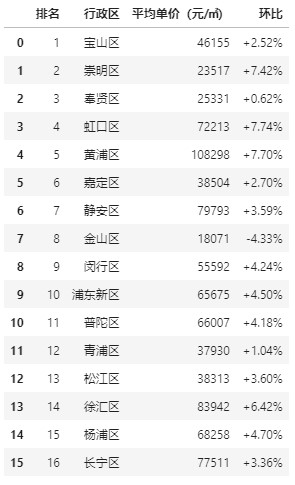 排名 行政区 平均单价（元/㎡） 环比
0 1 宝山区 46155 +2.52%
1 2 崇明区 23517 +7.42%
2 3 奉贤区 25331 +0.62%
3 4 虹口区 72213 +7.74%
4 5 黄浦区 108298 +7.70%
5 6 嘉定区 38504 +2.70%
6 7 静安区 79793 +3.59%
7 8 金山区 18071 -4.33%
8 9 闵行区 55592 +4.24%
9 10 浦东新区 65675 +4.50%
10 11 普陀区 66007 +4.18%
11 12 青浦区 37930 +1.04%
12 13 松江区 38313 +3.60%
13 14 徐汇区 83942 +6.42%
14 15 杨浦区 68258 +4.70%
15 16 长宁区 77511 +3.36%